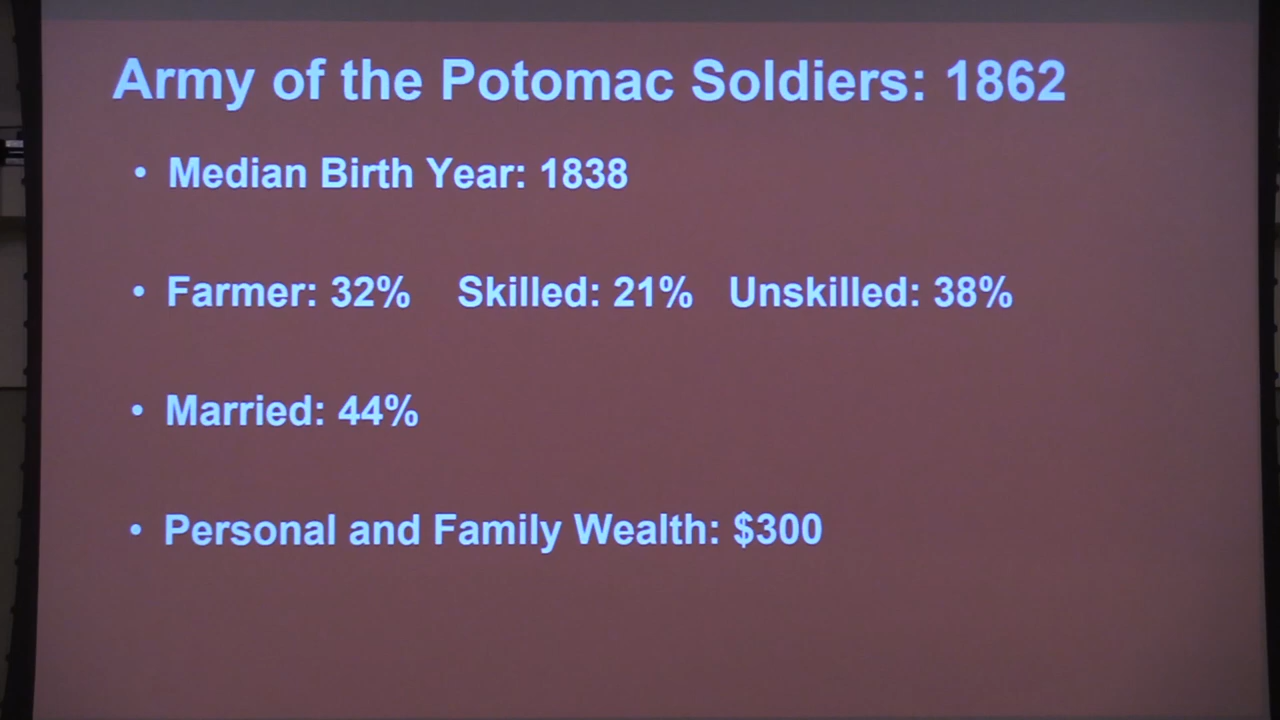 Army of the Potomac Soldiers: 1862
• Median Birth Year: 1838
• Farmer: 32% Skilled: 21% Unskilled: 38%
• Married: 44%
• Personal and Family Wealth: $300